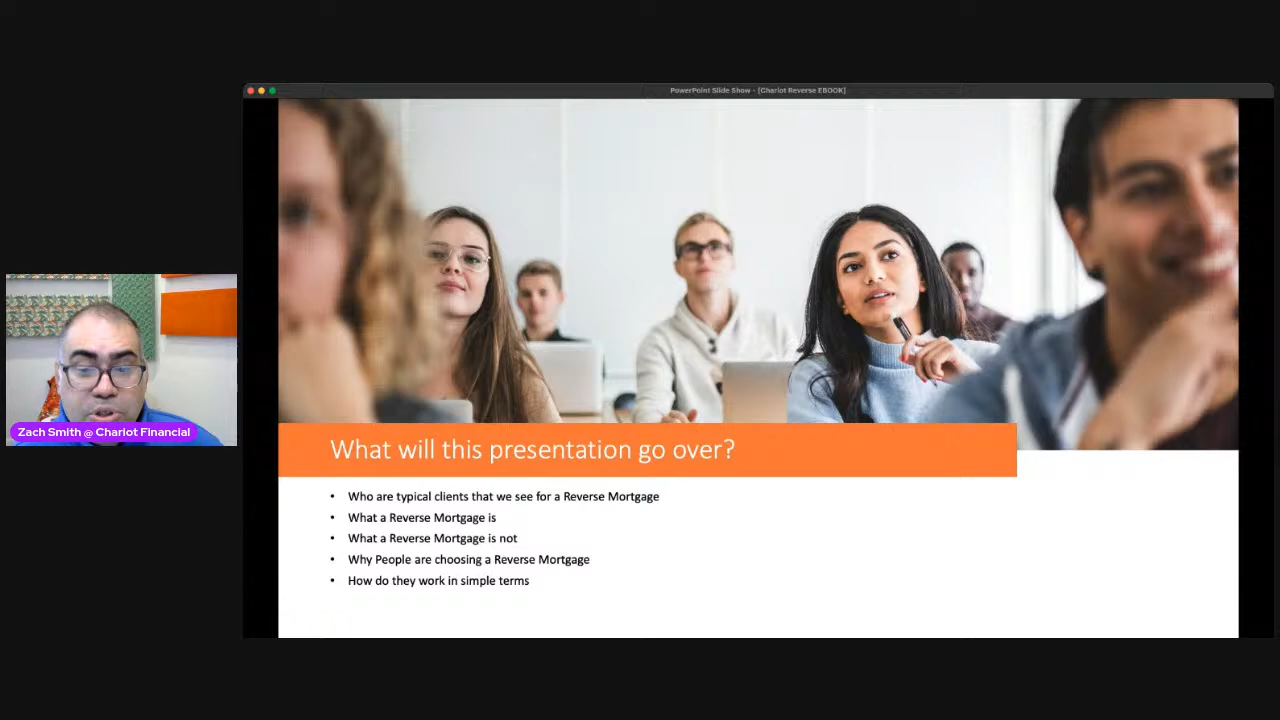 PowerPoint Slide Show - [Chariot Reverse EBOOK]
What will this presentation go over?
• Who are typical clients that we see for a Reverse Mortgage
• What a Reverse Mortgage is
• What a Reverse Mortgage is not
• Why People are choosing a Reverse Mortgage
• How do they work in simple terms
Zach Smith @ Chariot Financial